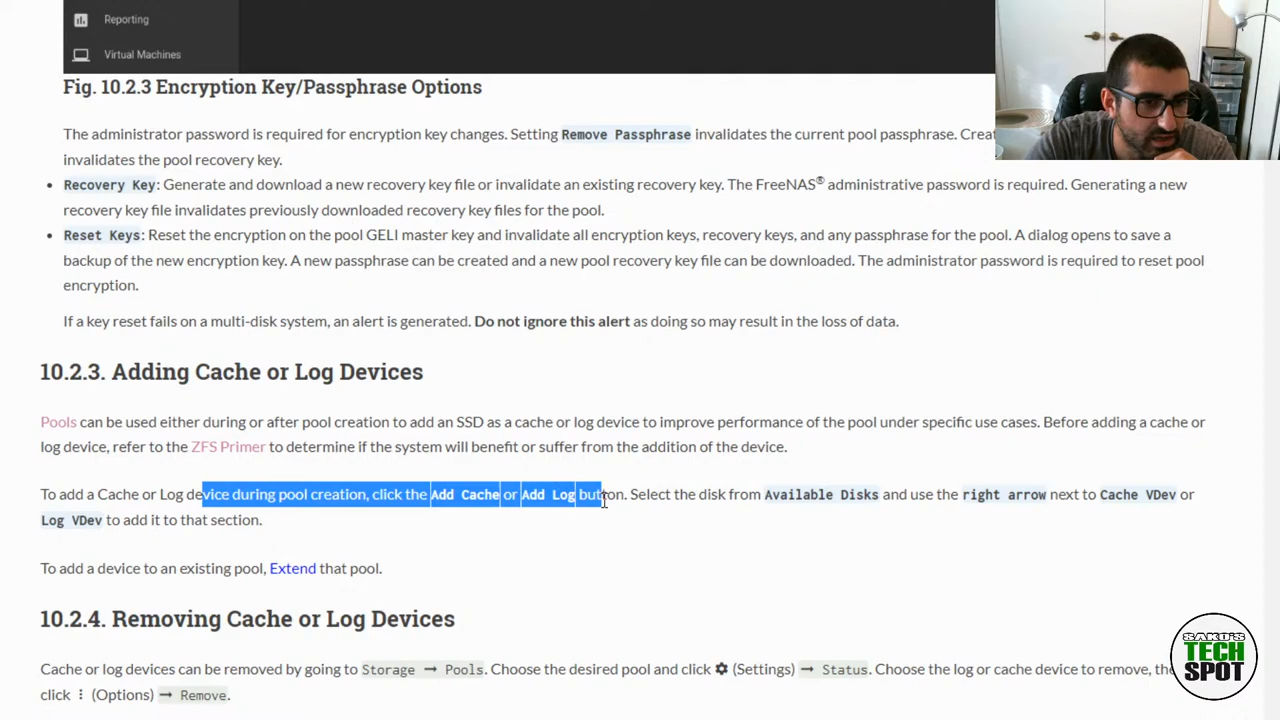 Reporting
Virtual Machines
Fig. 10.2.3 Encryption Key/Passphrase Options
The administrator password is required for encryption key changes. Setting Remove Passphrase invalidates the current pool passphrase.
invalidates the pool recovery key.
• Recovery Key: Generate and download a new recovery key file or invalidate an existing recovery key. The FreeNAS® administrative password is required. Generating a new
recovery key file invalidates previously downloaded recovery key files for the pool.
• Reset Keys: Reset the encryption on the pool GELI master key and invalidate all encryption keys, recovery keys, and any passphrase for the pool. A dialog opens to save a
backup of the new encryption key. A new passphrase can be created and a new pool recovery key file can be downloaded. The administrator password is required to reset pool
encryption.
If a key reset fails on a multi-disk system, an alert is generated. Do not ignore this alert as doing so may result in the loss of data.
10.2.3. Adding Cache or Log Devices
Pools can be used either during or after pool creation to add an SSD as a cache or log device to improve performance of the pool under specific use cases. Before adding a cache or
log device, refer to the ZFS Primer to determine if the system will benefit or suffer from the addition of the device.
To add a Cache or Log device during pool creation, click the Add Cache or Add Log button. Select the disk from Available Disks and use the right arrow next to Cache VDev or
Log VDev to add it to that section.
To add a device to an existing pool, Extend that pool.
10.2.4. Removing Cache or Log Devices
Cache or log devices can be removed by going to Storage → Pools. Choose the desired pool and click ⚙ (Settings) → Status. Choose the log or cache device to remove,
click ⋮ (Options) → Remove.
SAKO'S
TECH
SPOT